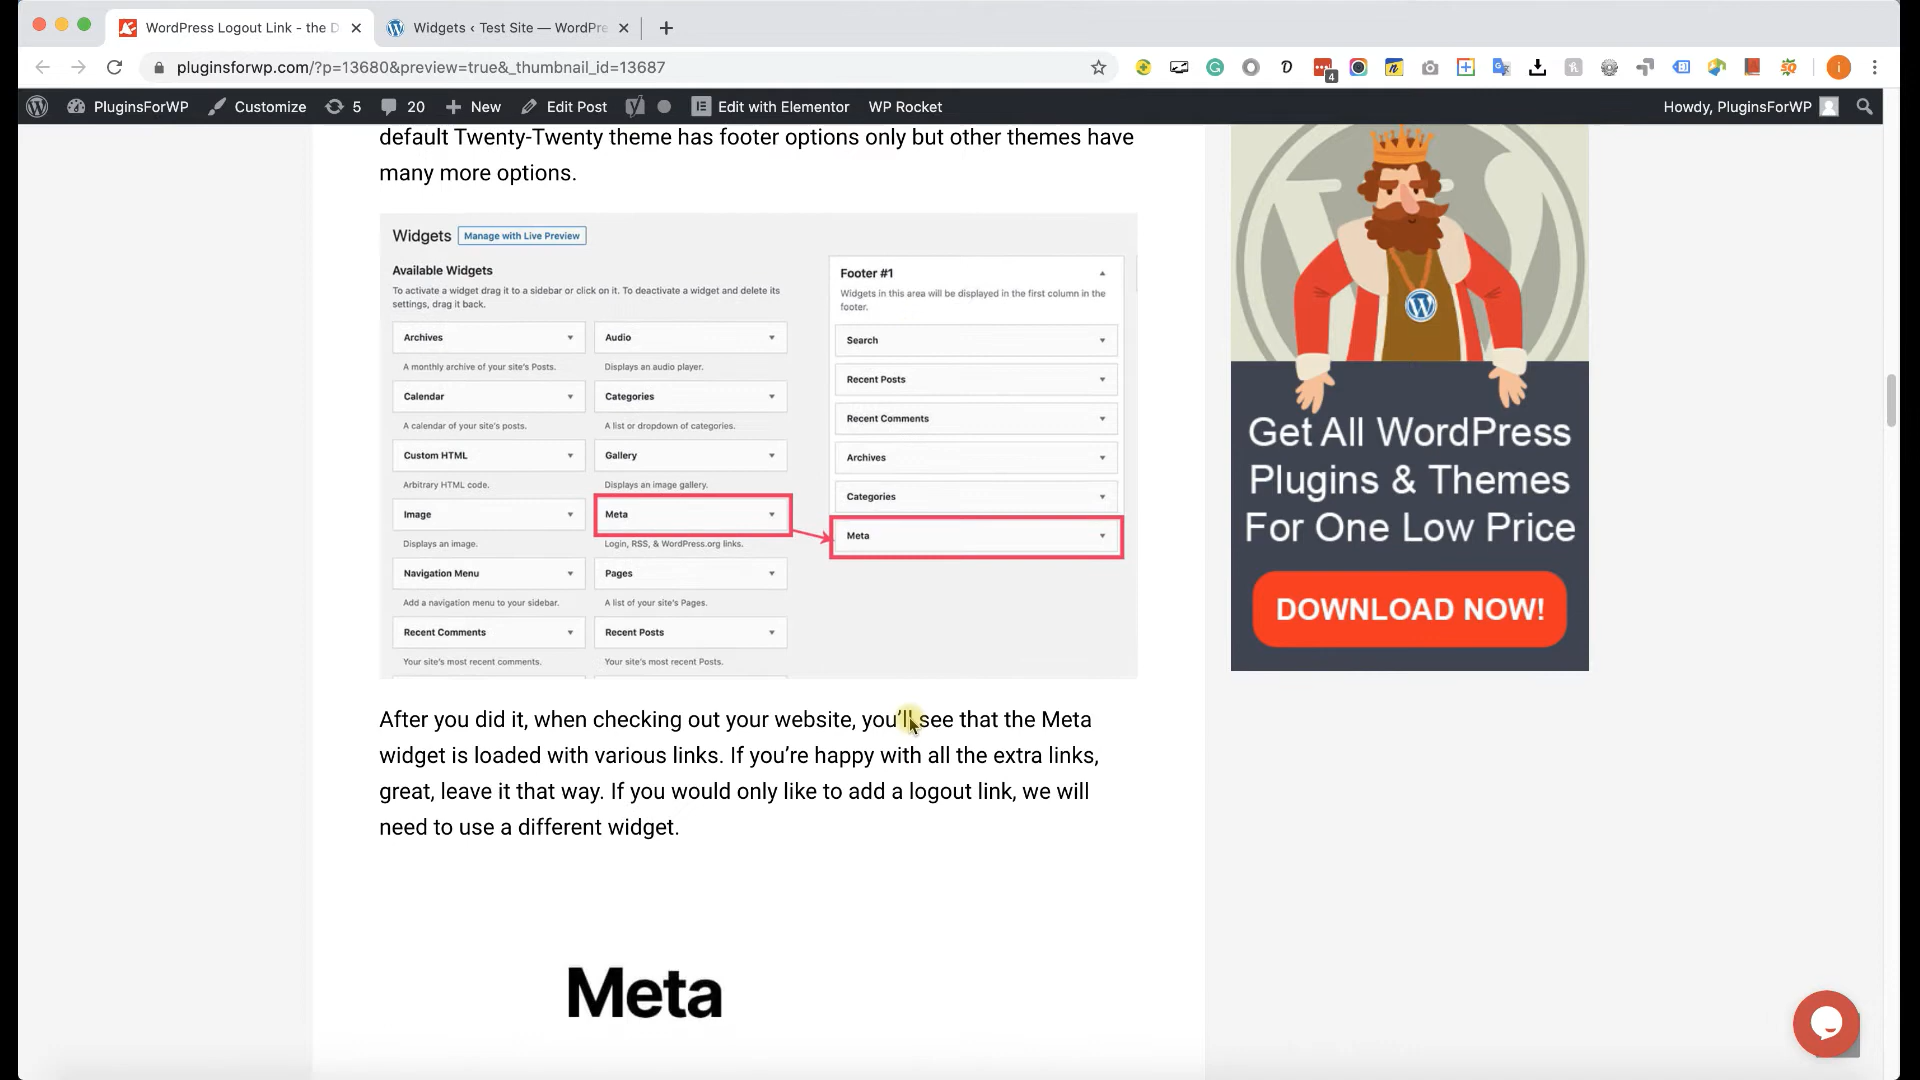 WordPress Logout Link - the D
Widgets ‹ Test Site — WordPre
pluginsforwp.com/?p=13680&preview=true&_thumbnail_id=13687
4
i
PluginsForWP
Customize
5
20
New
Edit Post
Edit with Elementor
WP Rocket
Howdy, PluginsForWP
default Twenty-Twenty theme has footer options only but other themes have
many more options.
Widgets
Manage with Live Preview
Available Widgets
To activate a widget drag it to a sidebar or click on it. To deactivate a widget and delete its
settings, drag it back.
Archives
Audio
A monthly archive of your site's Posts.
Displays an audio player.
Calendar
Categories
A calendar of your site's posts.
A list or dropdown of categories.
Custom HTML
Gallery
Arbitrary HTML code.
Displays an image gallery.
Image
Meta
Displays an image.
Login, RSS, & WordPress.org links.
Navigation Menu
Pages
Add a navigation menu to your sidebar.
A list of your site's Pages.
Recent Comments
Recent Posts
Your site's most recent comments.
Your site's most recent Posts.
Footer #1
Widgets in this area will be displayed in the first column in the
footer.
Search
Recent Posts
Recent Comments
Archives
Categories
Meta
After you did it, when checking out your website, you'll see that the Meta
widget is loaded with various links. If you're happy with all the extra links,
great, leave it that way. If you would only like to add a logout link, we will
need to use a different widget.
Meta
Get All WordPress
Plugins & Themes
For One Low Price
DOWNLOAD NOW!